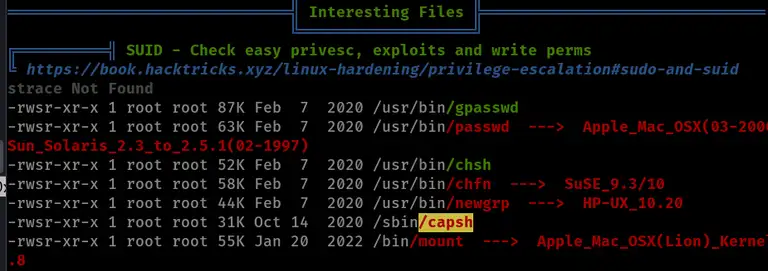 Interesting Files
SUID - Check easy privesc, exploits and write perms
https://book.hacktricks.xyz/linux-hardening/privilege-escalation#sudo-and-suid
strace Not Found
-rwsr-xr-x 1 root root 87K Feb  7  2020 /usr/bin/gpasswd
-rwsr-xr-x 1 root root 63K Feb  7  2020 /usr/bin/passwd  --->  Apple_Mac_OSX(03-200
Sun_Solaris_2.3_to_2.5.1(02-1997)
-rwsr-xr-x 1 root root 52K Feb  7  2020 /usr/bin/chsh
-rwsr-xr-x 1 root root 58K Feb  7  2020 /usr/bin/chfn  --->  SuSE_9.3/10
-rwsr-xr-x 1 root root 44K Feb  7  2020 /usr/bin/newgrp  --->  HP-UX_10.20
-rwsr-xr-x 1 root root 31K Oct 14  2020 /sbin/capsh
-rwsr-xr-x 1 root root 55K Jan 20  2022 /bin/mount  --->  Apple_Mac_OSX(Lion)_Kernel
.8